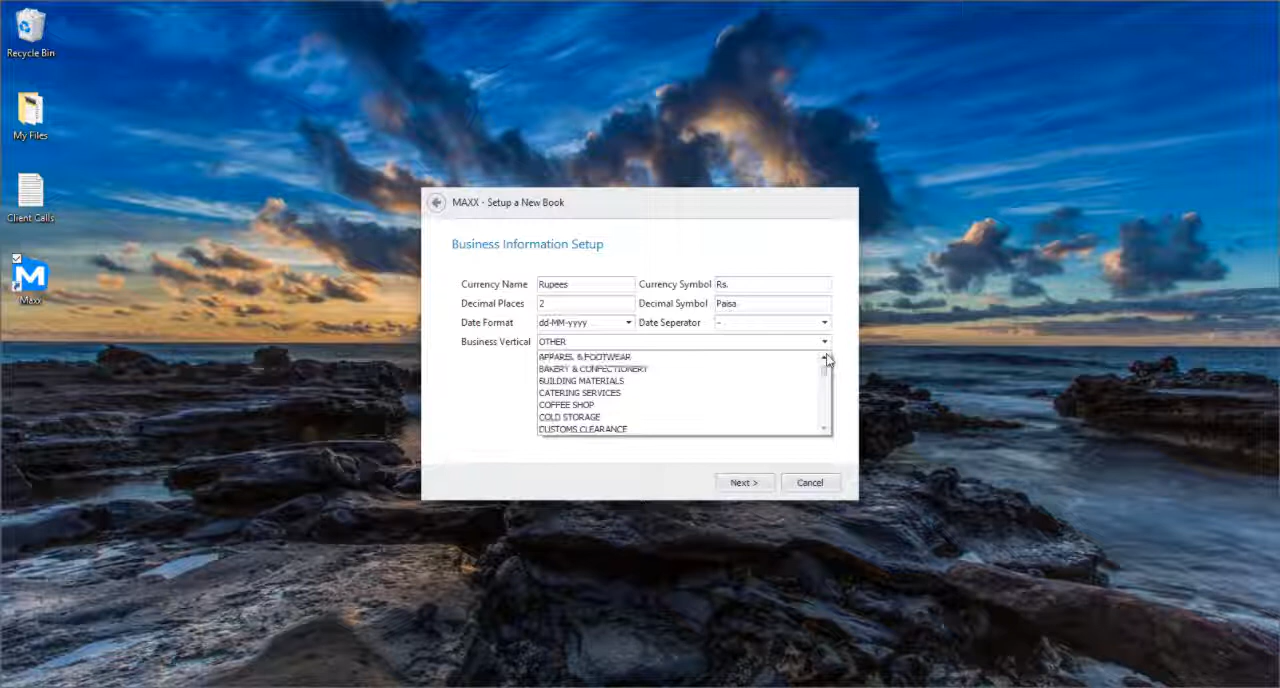 Recycle Bin
My Files
Client Calls
Maxx
MAXX - Setup a New Book
Business Information Setup
Currency Name Rupees Currency Symbol Rs.
Decimal Places 2 Decimal Symbol Paisa
Date Format dd-MM-yyyy Date Seperator -
Business Vertical OTHER
APPAREL & FOOTWEAR
BAKERY & CONFECTIONERY
BUILDING MATERIALS
CATERING SERVICES
COFFEE SHOP
COLD STORAGE
CUSTOMS CLEARANCE
Next > Cancel